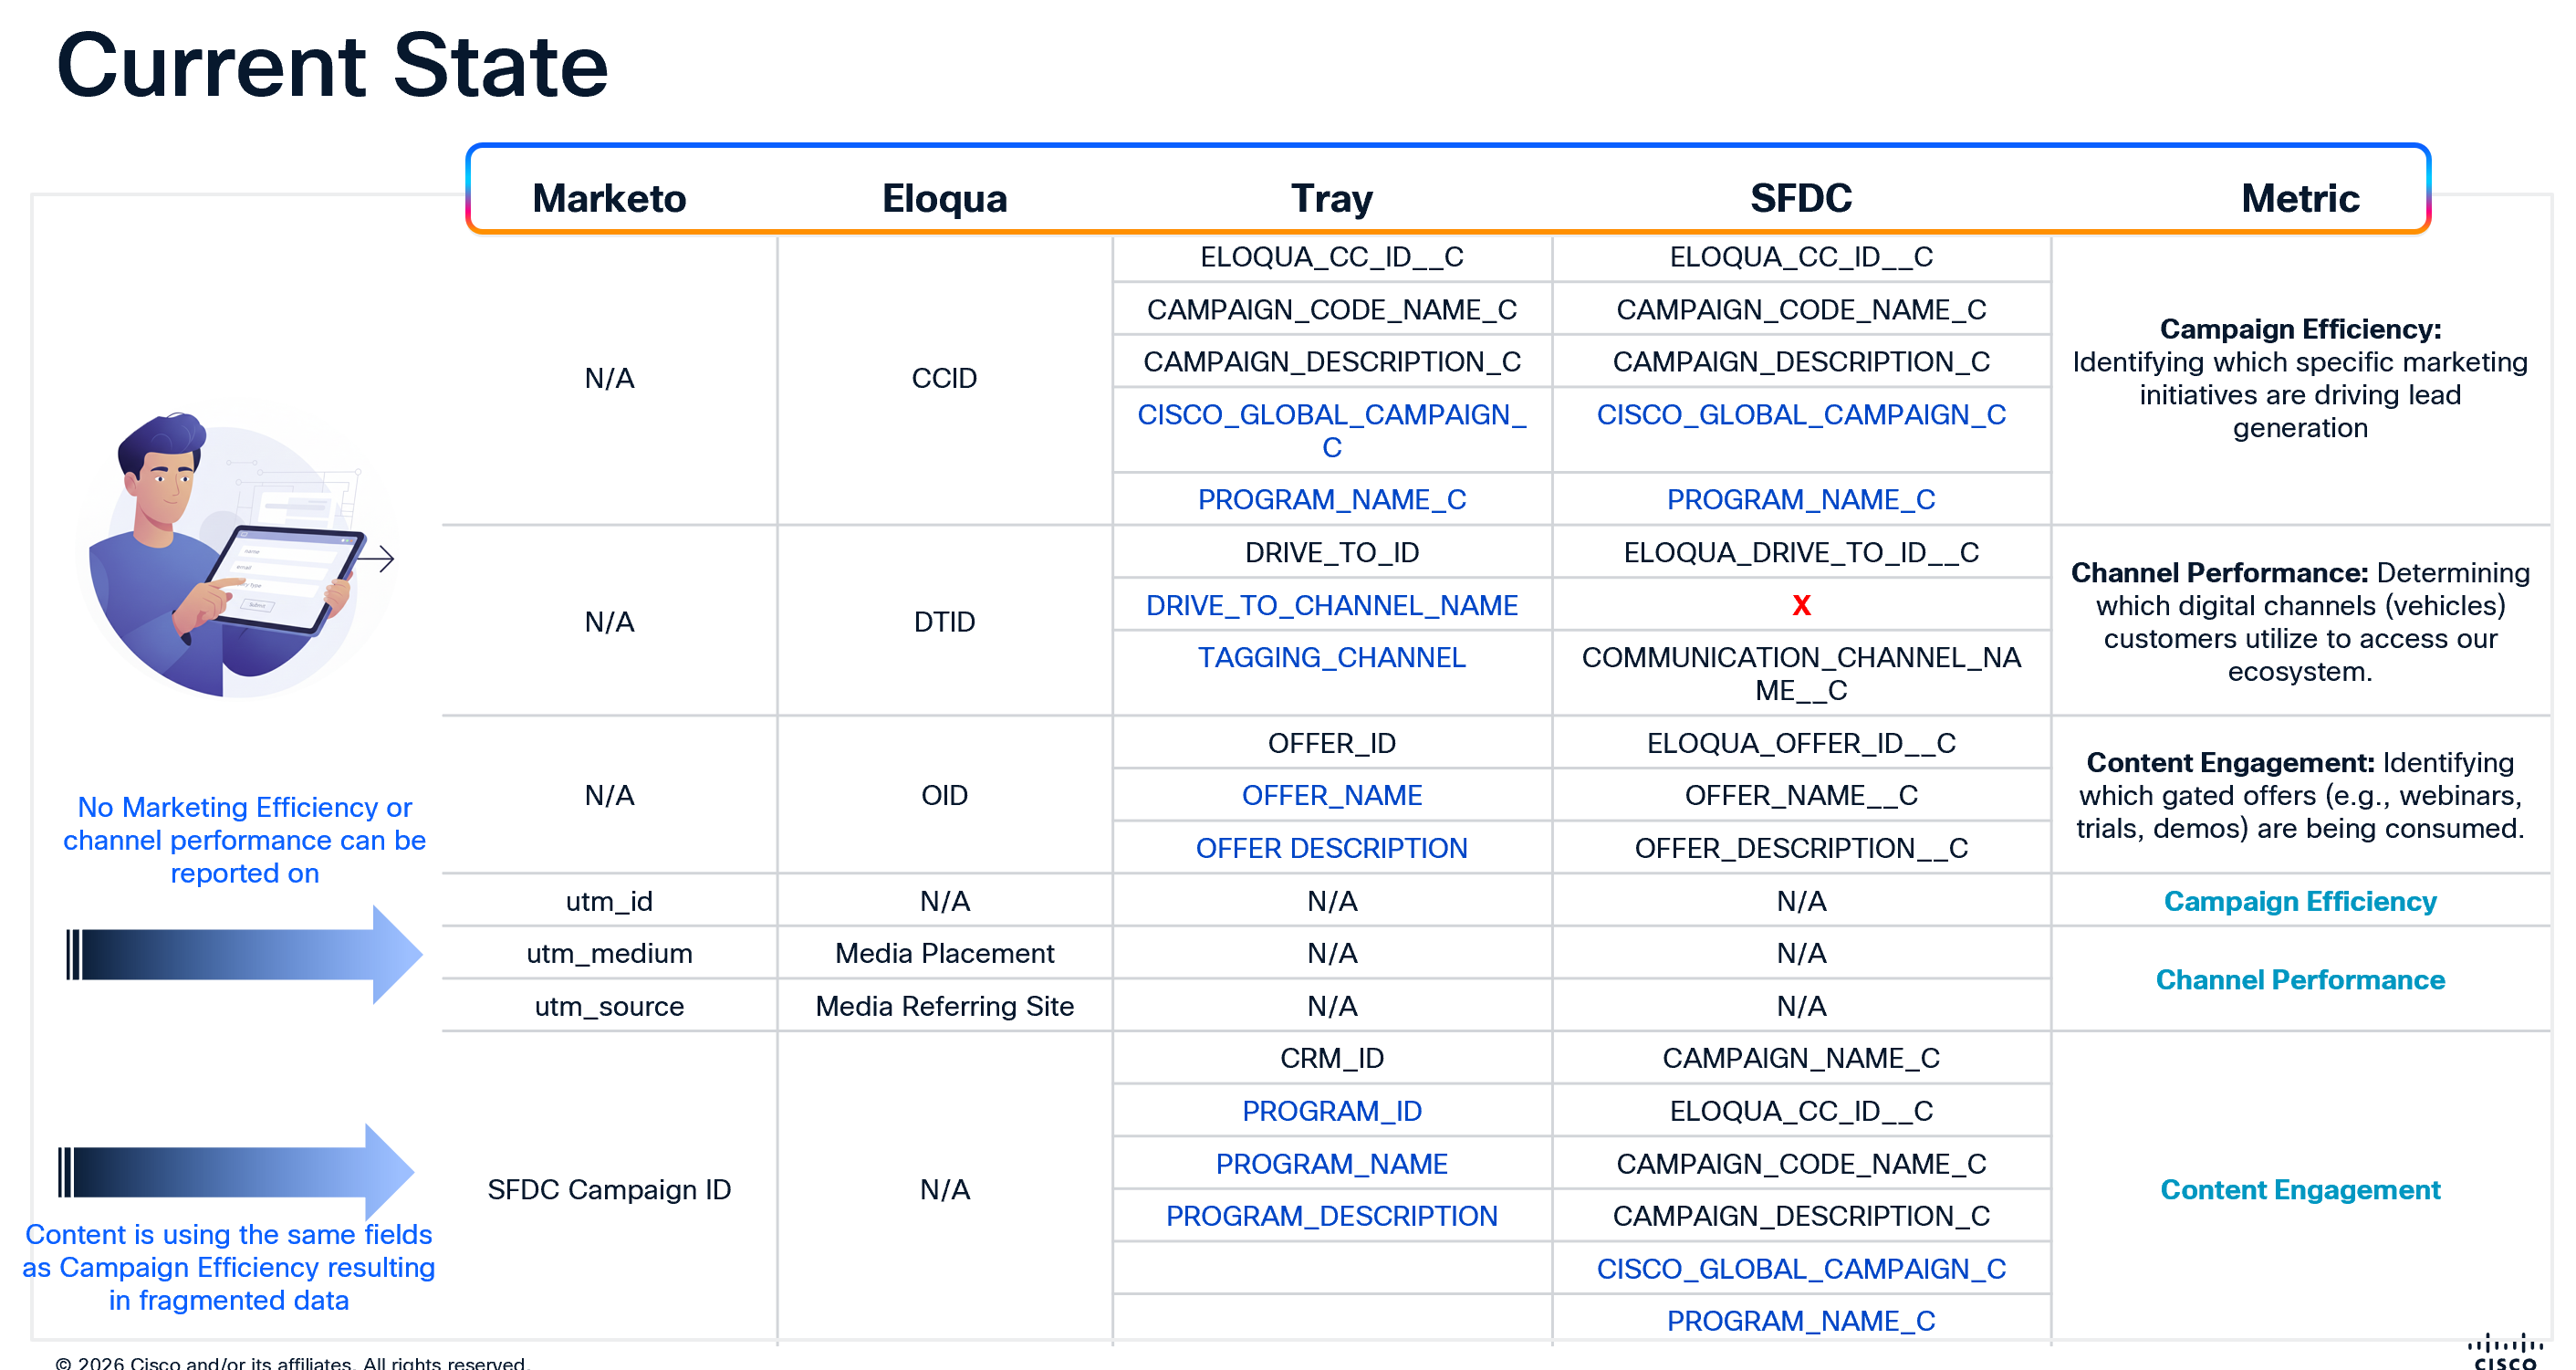 Current State
Marketo Eloqua Tray SFDC Metric
N/A
CCID
ELOQUA_CC_ID__C
ELOQUA_CC_ID__C
CAMPAIGN_CODE_NAME_C
CAMPAIGN_CODE_NAME_C
CAMPAIGN_DESCRIPTION_C
CAMPAIGN_DESCRIPTION_C
CISCO_GLOBAL_CAMPAIGN_
C
CISCO_GLOBAL_CAMPAIGN_C
PROGRAM_NAME_C
PROGRAM_NAME_C
Campaign Efficiency:
Identifying which specific marketing
initiatives are driving lead
generation
N/A
DTID
DRIVE_TO_ID
ELOQUA_DRIVE_TO_ID__C
DRIVE_TO_CHANNEL_NAME
X
TAGGING_CHANNEL
COMMUNICATION_CHANNEL_NA
ME__C
Channel Performance: Determining
which digital channels (vehicles)
customers utilize to access our
ecosystem.
N/A
OID
OFFER_ID
ELOQUA_OFFER_ID__C
OFFER_NAME
OFFER_NAME__C
OFFER DESCRIPTION
OFFER_DESCRIPTION__C
Content Engagement: Identifying
which gated offers (e.g., webinars,
trials, demos) are being consumed.
name
email
type
Submit
No Marketing Efficiency or
channel performance can be
reported on
utm_id
N/A
N/A
N/A
Campaign Efficiency
utm_medium
Media Placement
N/A
N/A
utm_source
Media Referring Site
N/A
N/A
Channel Performance
SFDC Campaign ID
N/A
CRM_ID
CAMPAIGN_NAME_C
PROGRAM_ID
ELOQUA_CC_ID__C
PROGRAM_NAME
CAMPAIGN_CODE_NAME_C
PROGRAM_DESCRIPTION
CAMPAIGN_DESCRIPTION_C
CISCO_GLOBAL_CAMPAIGN_C
PROGRAM_NAME_C
Content Engagement
Content is using the same fields
as Campaign Efficiency resulting
in fragmented data
© 2026 Cisco and/or its affiliates. All rights reserved.
CISCO